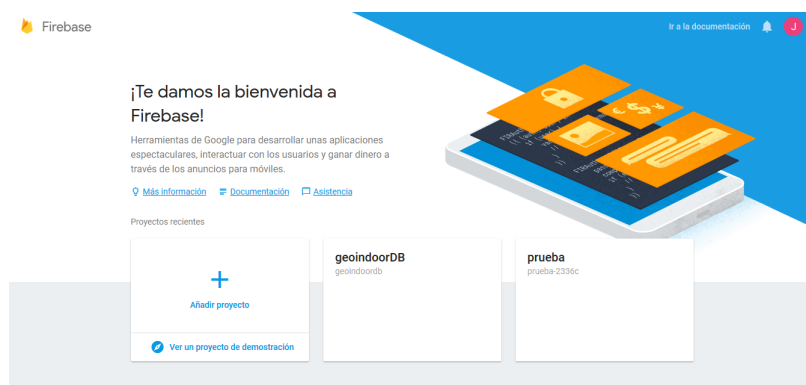 Firebase
Ir a la documentación
J
¡Te damos la bienvenida a
Firebase!
Herramientas de Google para desarrollar unas aplicaciones
espectaculares, interactuar con los usuarios y ganar dinero a
través de los anuncios para móviles.
Más información Documentación Asistencia
Proyectos recientes
Añadir proyecto
Ver un proyecto de demostración
geoindoorDB
geoindoordb
prueba
prueba-2336c